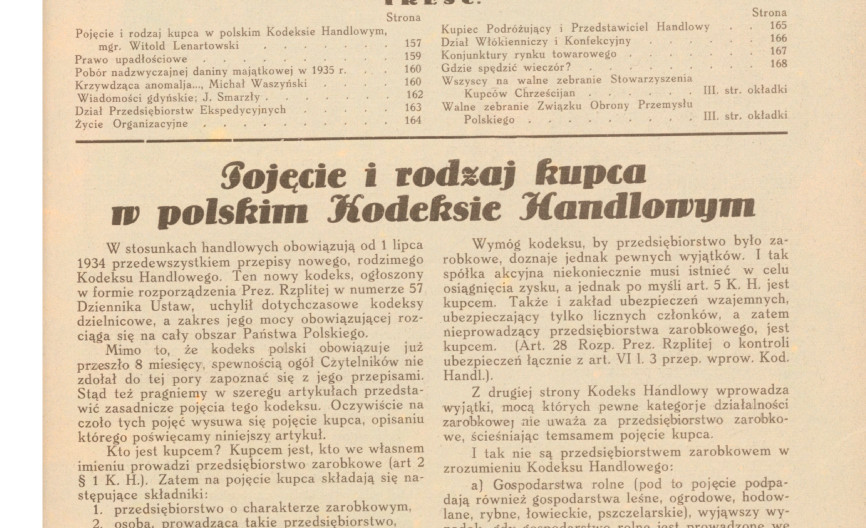 TREŚĆ:
Strona
Pojęcie i rodzaj kupca w polskim Kodeksie Handlowym,
mgr. Witold Lenartowski . . . . . . . 157
Prawo upadłościowe . . . . . . . . . 159
Pobór nadzwyczajnej daniny majątkowej w 1935 r. . . 160
Krzywdząca anomalja..., Michał Waszyński . . . . 160
Wiadomości gdyńskie; J. Smarzły . . . . . . . 162
Dział Przedsiębiorstw Ekspedycyjnych . . . . . 163
Życie Organizacyjne . . . . . . . . . 164
Strona
Kupiec Podróżujący i Przedstawiciel Handlowy . . . 165
Dział Włókienniczy i Konfekcyjny . . . . . 166
Konjunktury rynku towarowego . . . . . . 167
Gdzie spędzić wieczór? . . . . . . . . 168
Wszyscy na walne zebranie Stowarzyszenia
Kupców Chrześcijan . . . . . III. str. okładki
Walne zebranie Związku Obrony Przemysłu
Polskiego . . . . . . . . III. str. okładki
Pojęcie i rodzaj kupca
w polskim Kodeksie Handlowym
W stosunkach handlowych obowiązują od 1 lipca
1934 przedewszystkiem przepisy nowego, rodzimego
Kodeksu Handlowego. Ten nowy kodeks, ogłoszony
w formie rozporządzenia Prez. Rzplitej w numerze 57
Dziennika Ustaw, uchylił dotychczasowe kodeksy
dzielnicowe, a zakres jego mocy obowiązującej roz-
ciąga się na cały obszar Państwa Polskiego.
Mimo to, że kodeks polski obowiązuje już
przeszło 8 miesięcy, spewnością ogół Czytelników nie
zdołał do tej pory zapoznać się z jego przepisami.
Stąd też pragniemy w szeregu artykułach przedsta-
wić zasadnicze pojęcia tego kodeksu. Oczywiście na
czoło tych pojęć wysuwa się pojęcie kupca, opisaniu
którego poświęcamy niniejszy artykuł.
Kto jest kupcem? Kupcem jest, kto we własnem
imieniu prowadzi przedsiębiorstwo zarobkowe (art 2
§ 1 K. H.). Zatem na pojęcie kupca składają się na-
stępujące składniki:
1. przedsiębiorstwo o charakterze zarobkowym,
2. osoba, prowadząca takie przedsiębiorstwo,
Wymóg kodeksu, by przedsiębiorstwo było za-
robkowe, doznaje jednak pewnych wyjątków. I tak
spółka akcyjna niekoniecznie musi istnieć w celu
osiągnięcia zysku, a jednak po myśli art. 5 K. H. jest
kupcem. Także i zakład ubezpieczeń wzajemnych,
ubezpieczający tylko licznych członków, a zatem
nieprowadzący przedsiębiorstwa zarobkowego, jest
kupcem. (Art. 28 Rozp. Prez. Rzplitej o kontroli
ubezpieczeń łącznie z art. VI l. 3 przep. wprow. Kod.
Handl.).
Z drugiej strony Kodeks Handlowy wprowadza
wyjątki, mocą których pewne kategorje działalności
zarobkowej nie uważa za przedsiębiorstwo zarobko-
we, ścieśniając temsamem pojęcie kupca.
I tak nie są przedsiębiorstwem zarobkowem w
zrozumieniu Kodeksu Handlowego:
a) Gospodarstwa rolne (pod to pojęcie podpa-
dają również gospodarstwa leśne, ogrodowe, hodow-
lane, rybne, łowieckie, pszczelarskie), wyjąwszy wy-
padek, gdy gospodarstwo rolne jest prowadzone we